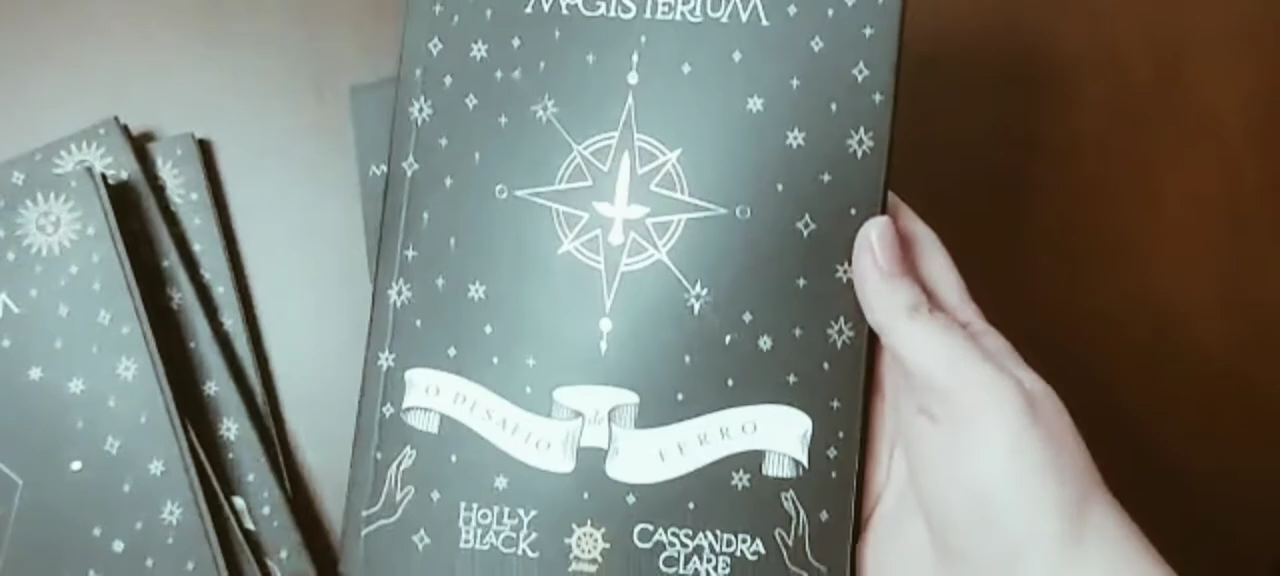 MAGISTERIUM
O DESAFIO de FERRO
HOLLY
BLACK
CASSANDRA
CLARE